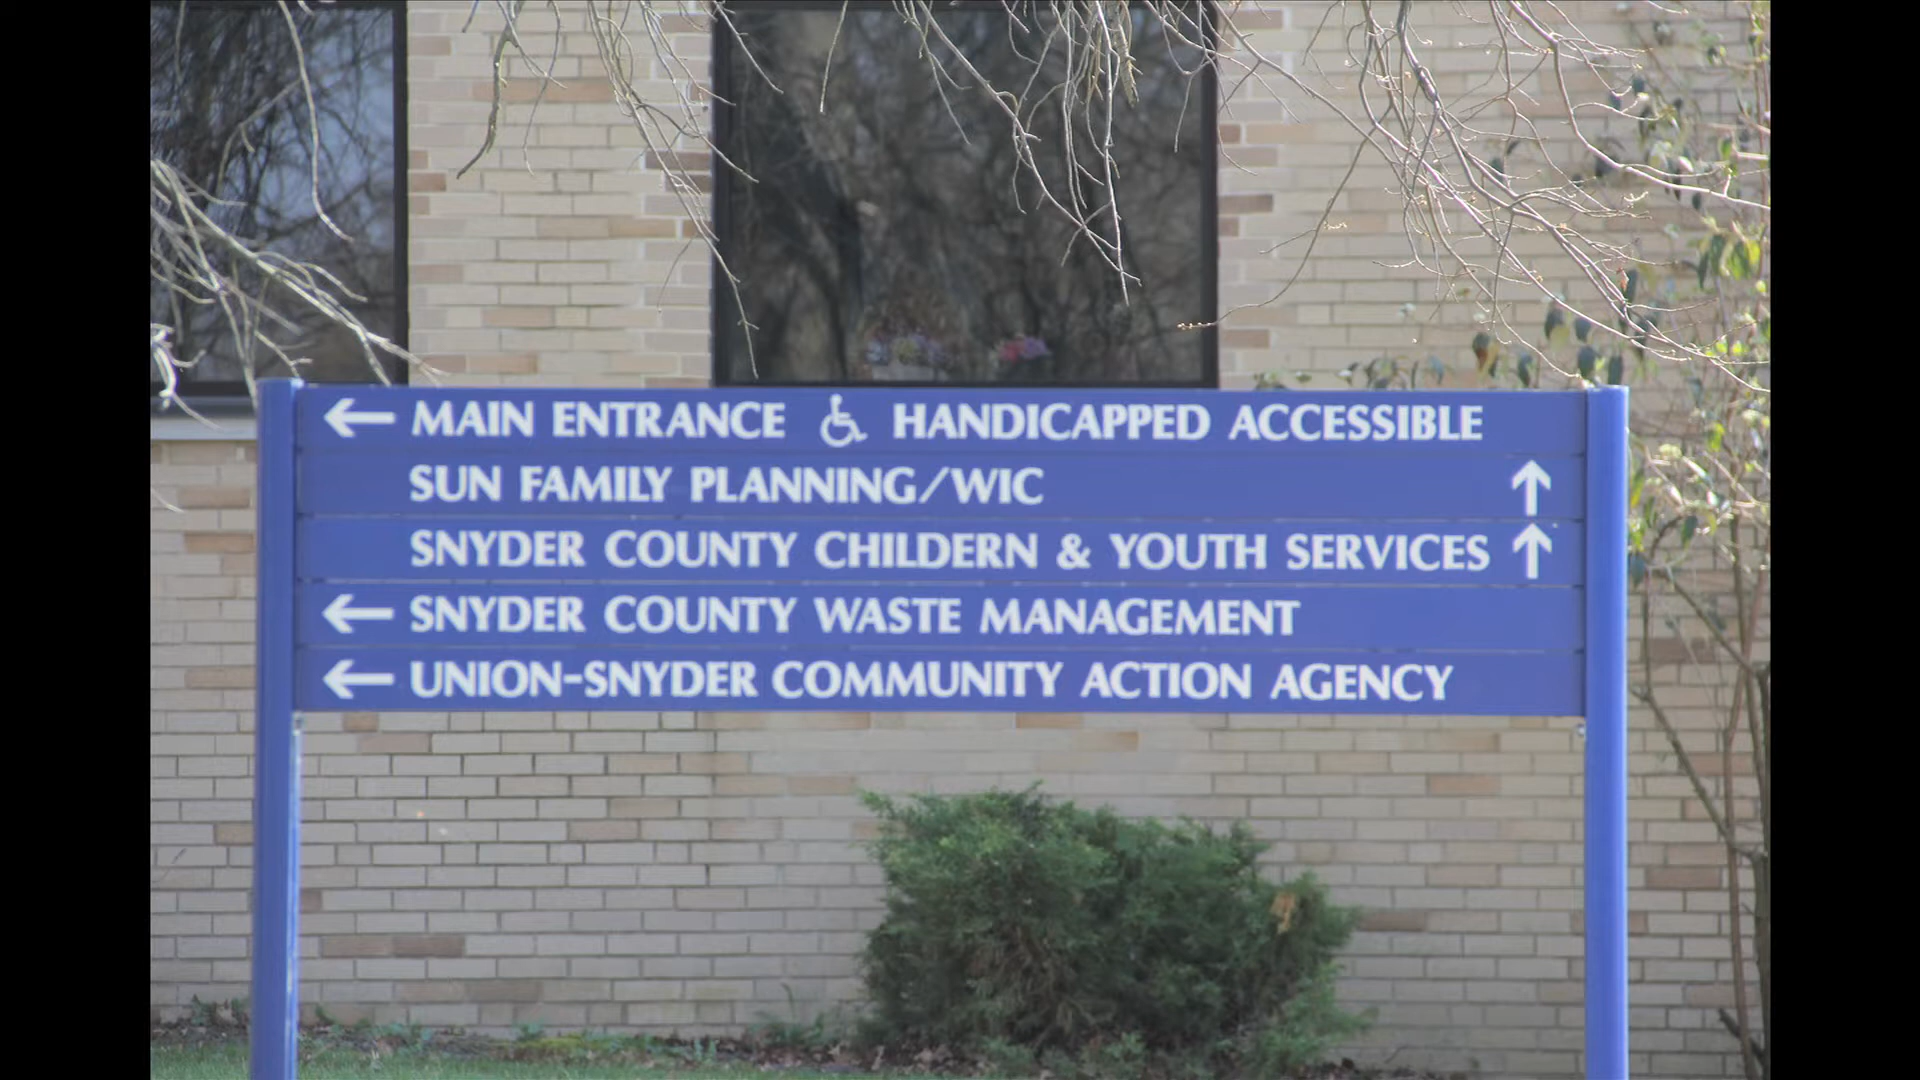 ← MAIN ENTRANCE ♿ HANDICAPPED ACCESSIBLE
SUN FAMILY PLANNING/WIC ↑
SNYDER COUNTY CHILDERN & YOUTH SERVICES ↑
← SNYDER COUNTY WASTE MANAGEMENT
← UNION-SNYDER COMMUNITY ACTION AGENCY